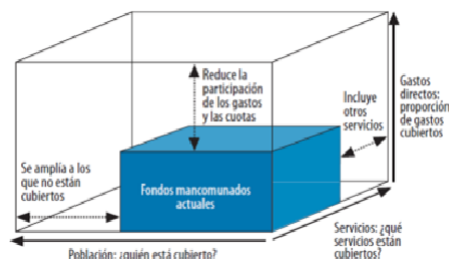 Reduce la
participación
de los gastos
y las cuotas
Incluye
otros
servicios
Gastos
directos:
proporción
de gastos
cubiertos
Se amplía a los
que no están
cubiertos
Fondos mancomunados
actuales
Servicios: ¿qué
servicios están
cubiertos?
Población: ¿quién está cubierto?